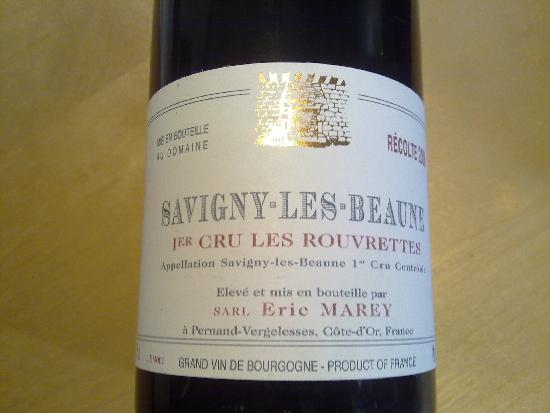 MIS EN BOUTEILLE
AU DOMAINE
RÉCOLTE
SAVIGNY-LES-BEAUNE
1ER CRU LES ROUVRETTES
Appellation Savigny-les-Beaune 1er Cru Contrôlée
Elevé et mis en bouteille par
SARL Eric MAREY
à Pernand-Vergelesses, Côte-d'Or, France
GRAND VIN DE BOURGOGNE - PRODUCT OF FRANCE